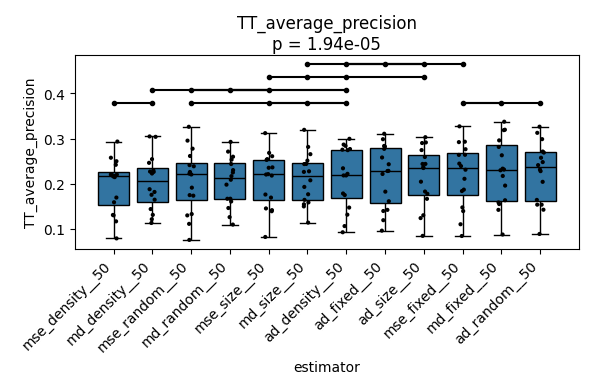 TT_average_precision
p = 1.94e-05
TT_average_precision
0.4
0.3
0.2
0.1
mse_density__50
md_density__50
mse_random__50
md_random__50
mse_size__50
md_size__50
ad_density__50
ad_fixed__50
ad_size__50
mse_fixed__50
md_fixed__50
ad_random__50
estimator